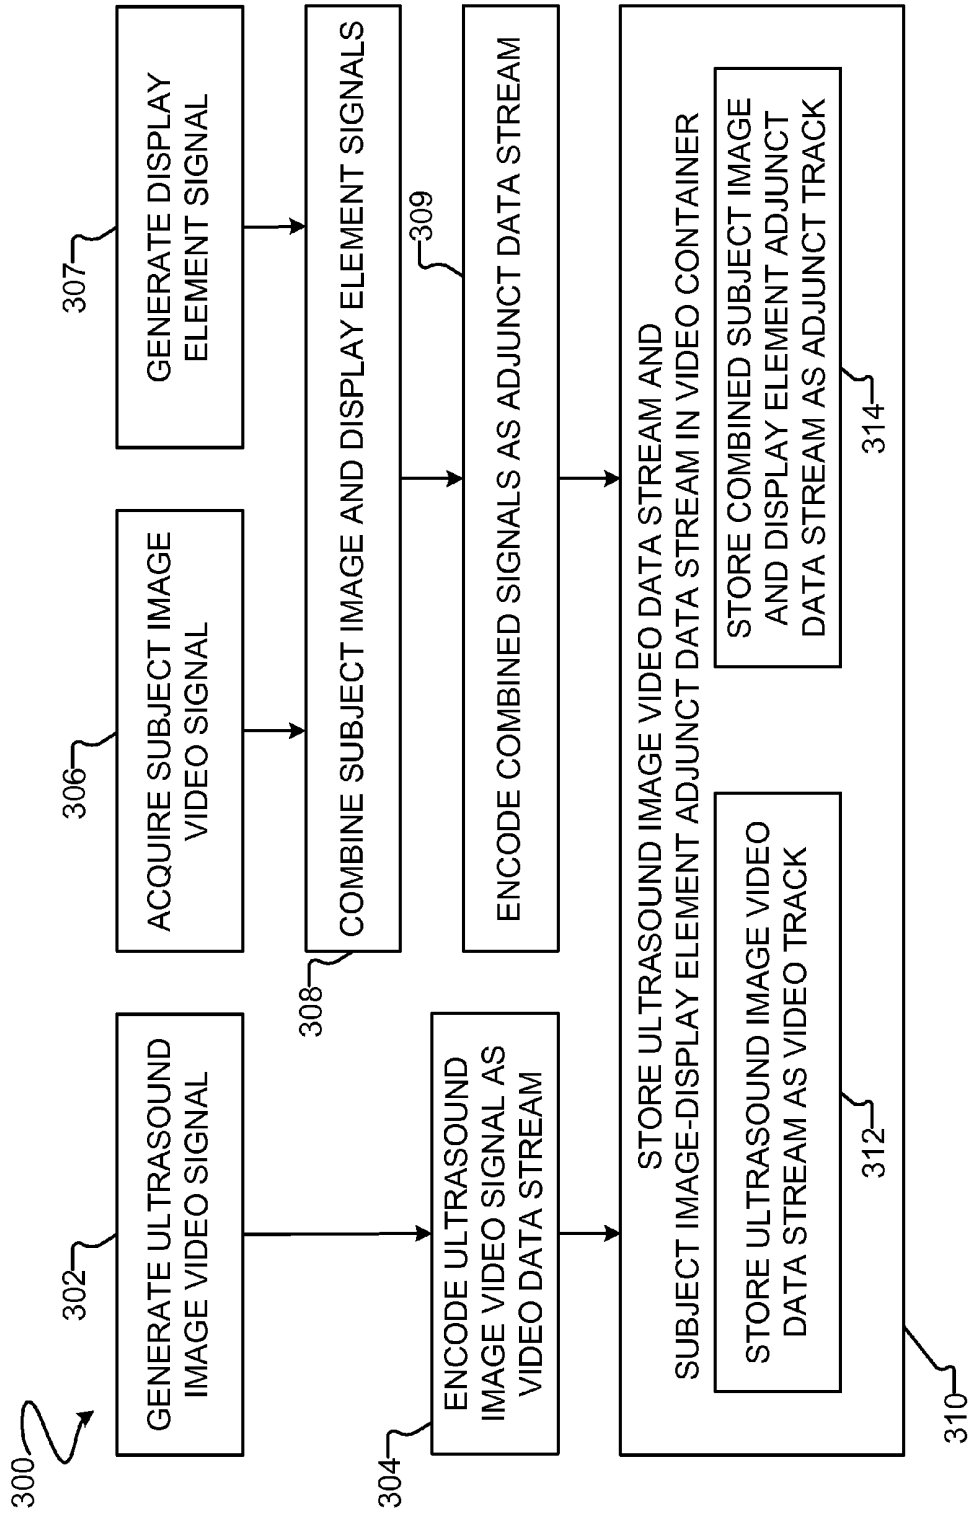 300
302
GENERATE ULTRASOUND
IMAGE VIDEO SIGNAL
306
ACQUIRE SUBJECT IMAGE
VIDEO SIGNAL
307
GENERATE DISPLAY
ELEMENT SIGNAL
308
COMBINE SUBJECT IMAGE AND DISPLAY ELEMENT SIGNALS
304
ENCODE ULTRASOUND
IMAGE VIDEO SIGNAL AS
VIDEO DATA STREAM
309
ENCODE COMBINED SIGNALS AS ADJUNCT DATA STREAM
STORE ULTRASOUND IMAGE VIDEO DATA STREAM AND
SUBJECT IMAGE-DISPLAY ELEMENT ADJUNCT DATA STREAM IN VIDEO CONTAINER
STORE ULTRASOUND IMAGE VIDEO
DATA STREAM AS VIDEO TRACK
312
STORE COMBINED SUBJECT IMAGE
AND DISPLAY ELEMENT ADJUNCT
DATA STREAM AS ADJUNCT TRACK
314
310